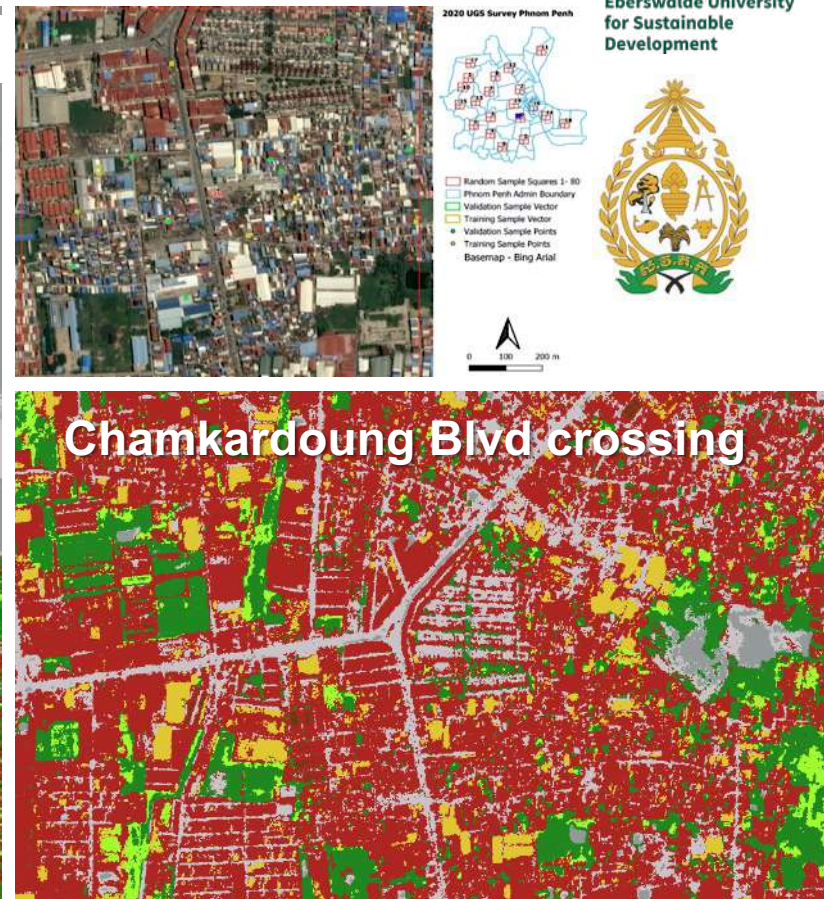 2020 UGS Survey Phnom Penh
Random Sample Squares 1- 80
Phnom Penh Admin Boundary
Validation Sample Vector
Training Sample Vector
Validation Sample Points
Training Sample Points
Basemap - Bing Arial
0 100 200 m
Eberswalde University
for Sustainable
Development
Chamkardoung Blvd crossing